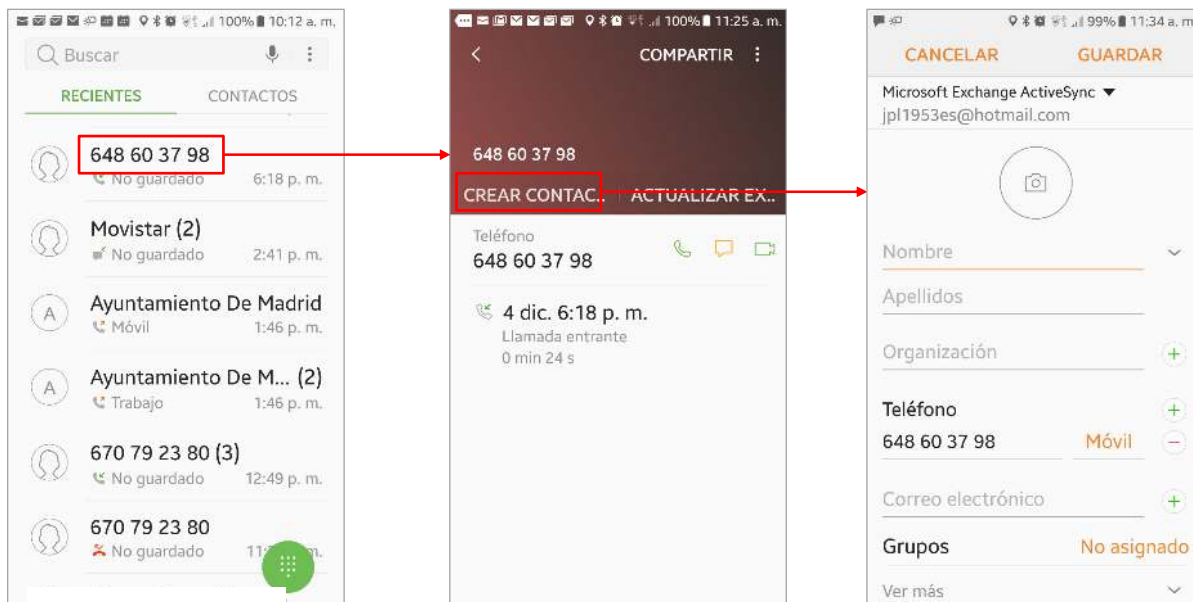 100% 10:12 a. m.
Buscar
RECIENTES CONTACTOS
648 60 37 98
No guardado 6:18 p. m.
Movistar (2)
No guardado 2:41 p. m.
A
Ayuntamiento De Madrid
Móvil 1:46 p. m.
A
Ayuntamiento De M... (2)
Trabajo 1:46 p. m.
670 79 23 80 (3)
No guardado 12:49 p. m.
670 79 23 80
No guardado
100% 11:25 a. m.
COMPARTIR
648 60 37 98
CREAR CONTAC.. ACTUALIZAR EX..
Teléfono
648 60 37 98
4 dic. 6:18 p. m.
Llamada entrante
0 min 24 s
99% 11:34 a. m
CANCELAR GUARDAR
Microsoft Exchange ActiveSync
jpl1953es@hotmail.com
Nombre
Apellidos
Organización
Teléfono
648 60 37 98 Móvil
Correo electrónico
Grupos No asignado
Ver más